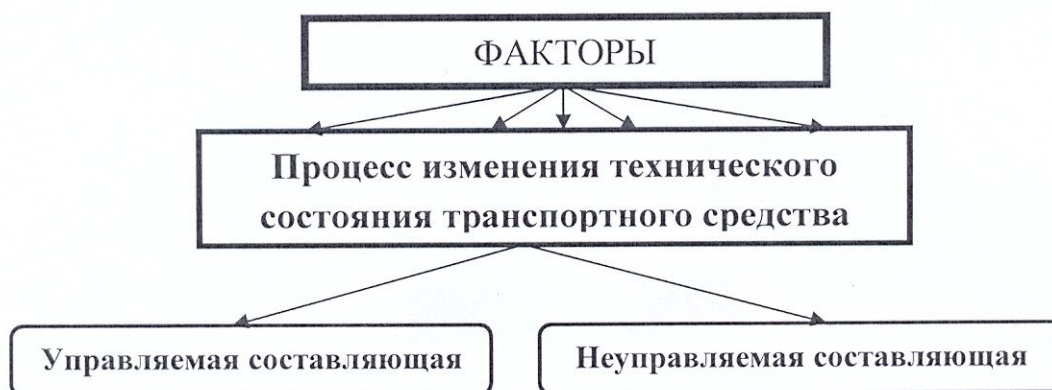 ФАКТОРЫ
Процесс изменения технического
состояния транспортного средства
Управляемая составляющая
Неуправляемая составляющая